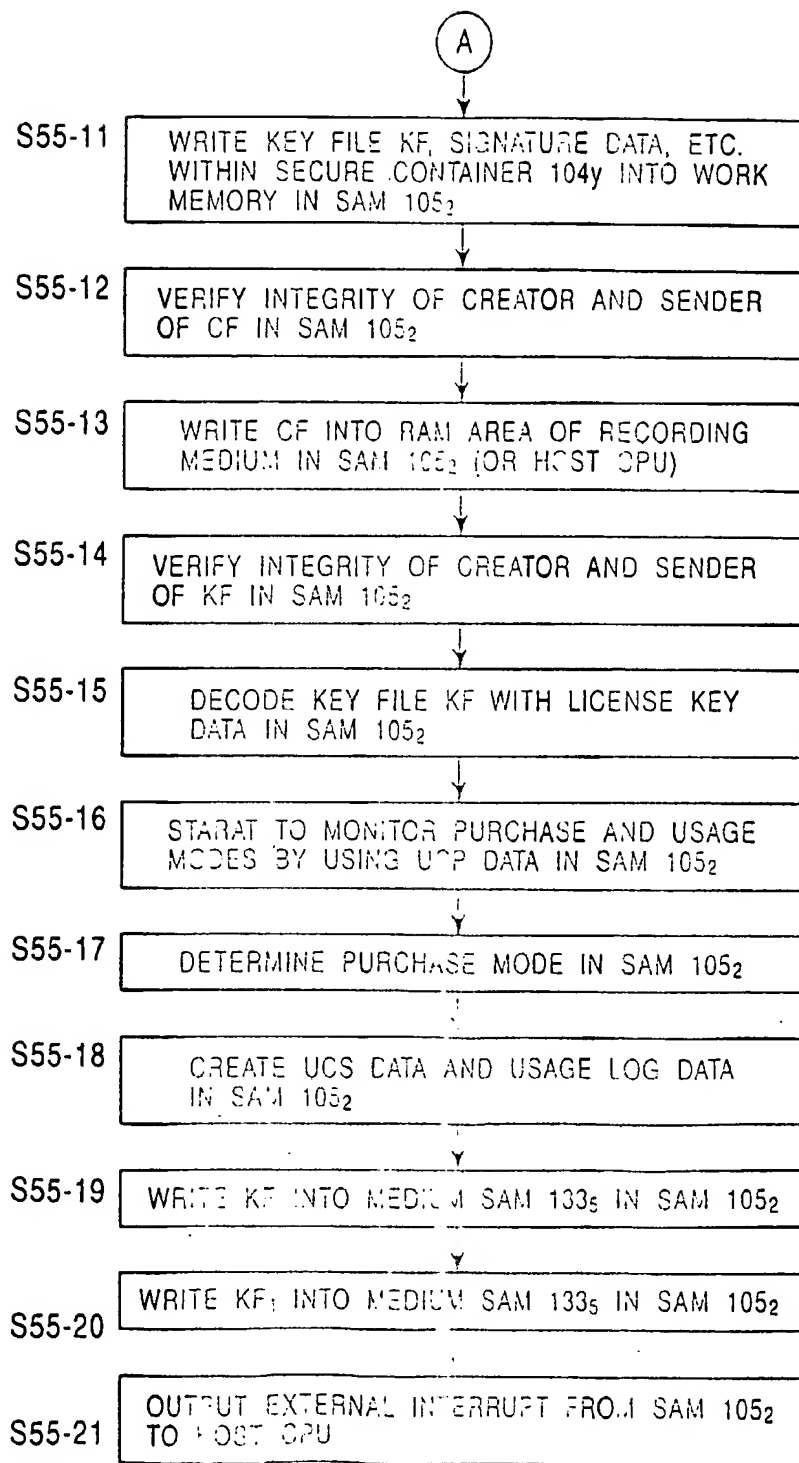 A
S55-11
WRITE KEY FILE KF, SIGNATURE DATA, ETC.
WITHIN SECURE CONTAINER 104y INTO WORK
MEMORY IN SAM 105₂
S55-12
VERIFY INTEGRITY OF CREATOR AND SENDER
OF CF IN SAM 105₂
S55-13
WRITE CF INTO RAM AREA OF RECORDING
MEDIUM IN SAM 105₂ (OR HOST CPU)
S55-14
VERIFY INTEGRITY OF CREATOR AND SENDER
OF KF IN SAM 105₂
S55-15
DECODE KEY FILE KF WITH LICENSE KEY
DATA IN SAM 105₂
S55-16
STARAT TO MONITOR PURCHASE AND USAGE
MODES BY USING UCP DATA IN SAM 105₂
S55-17
DETERMINE PURCHASE MODE IN SAM 105₂
S55-18
CREATE UCS DATA AND USAGE LOG DATA
IN SAM 105₂
S55-19
WRITE KF INTO MEDIUM SAM 133₅ IN SAM 105₂
S55-20
WRITE KF₁ INTO MEDIUM SAM 133₅ IN SAM 105₂
S55-21
OUTPUT EXTERNAL INTERRUPT FROM SAM 105₂
TO HOST CPU